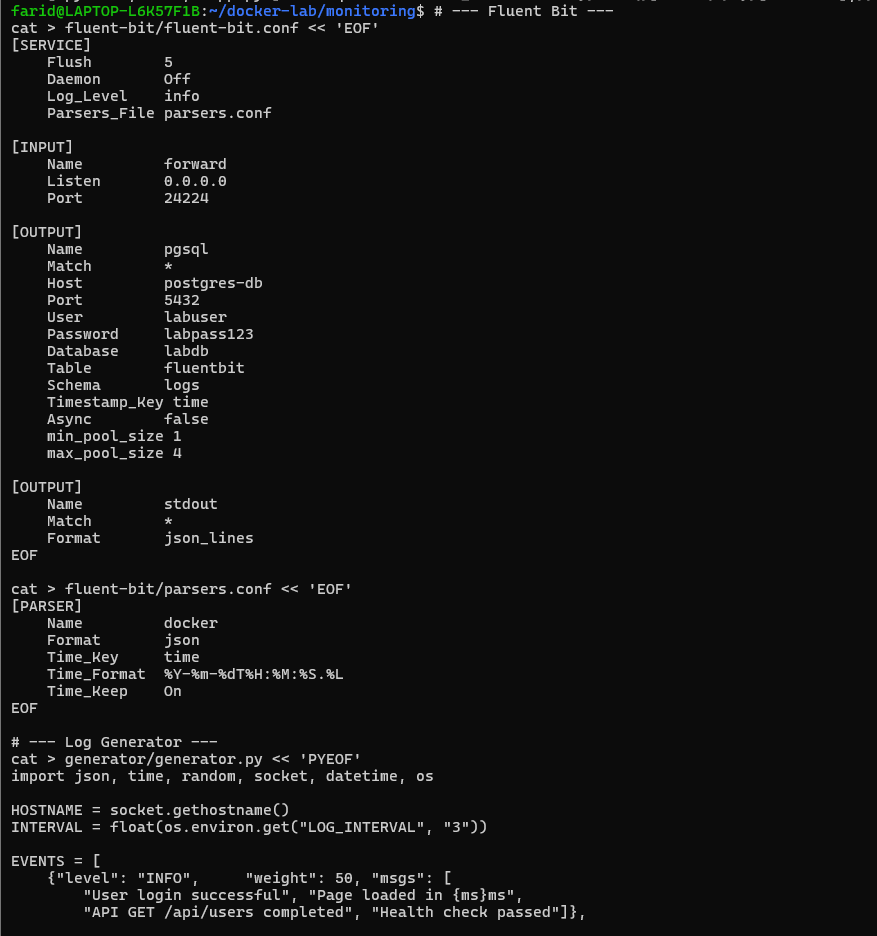 farid@LAPTOP-L6K57F1B:~/docker-lab/monitoring$ # --- Fluent Bit ---
cat > fluent-bit/fluent-bit.conf << 'EOF'
[SERVICE]
    Flush        5
    Daemon       Off
    Log_Level    info
    Parsers_File parsers.conf

[INPUT]
    Name         forward
    Listen       0.0.0.0
    Port         24224

[OUTPUT]
    Name         pgsql
    Match        *
    Host         postgres-db
    Port         5432
    User         labuser
    Password     labpass123
    Database     labdb
    Table        fluentbit
    Schema       logs
    Timestamp_Key time
    Async        false
    min_pool_size 1
    max_pool_size 4

[OUTPUT]
    Name         stdout
    Match        *
    Format       json_lines
EOF

cat > fluent-bit/parsers.conf << 'EOF'
[PARSER]
    Name         docker
    Format       json
    Time_Key     time
    Time_Format  %Y-%m-%dT%H:%M:%S.%L
    Time_Keep    On
EOF

# --- Log Generator ---
cat > generator/generator.py << 'PYEOF'
import json, time, random, socket, datetime, os

HOSTNAME = socket.gethostname()
INTERVAL = float(os.environ.get("LOG_INTERVAL", "3"))

EVENTS = [
    {"level": "INFO",     "weight": 50, "msgs": [
        "User login successful", "Page loaded in {ms}ms",
        "API GET /api/users completed", "Health check passed"]},